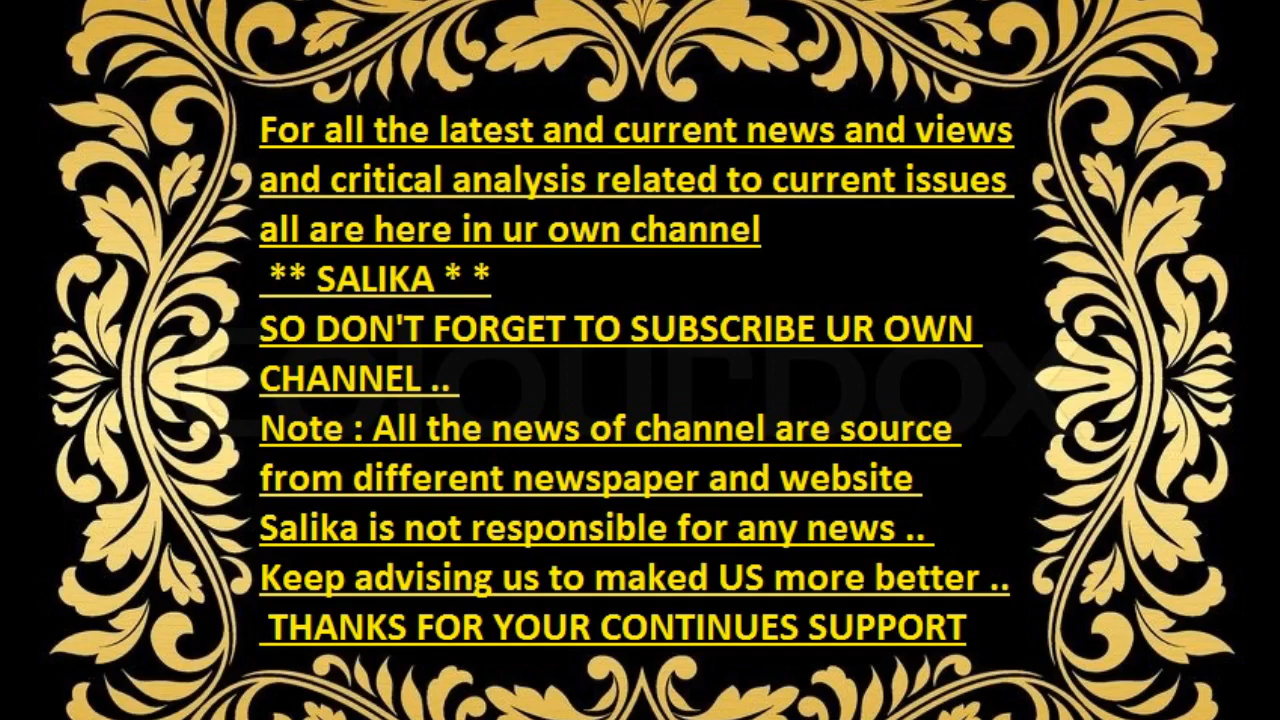 For all the latest and current news and views
and critical analysis related to current issues
all are here in ur own channel
** SALIKA * *
SO DON'T FORGET TO SUBSCRIBE UR OWN
CHANNEL ..
Note : All the news of channel are source
from different newspaper and website
Salika is not responsible for any news ..
Keep advising us to maked US more better ..
THANKS FOR YOUR CONTINUES SUPPORT
colourbox